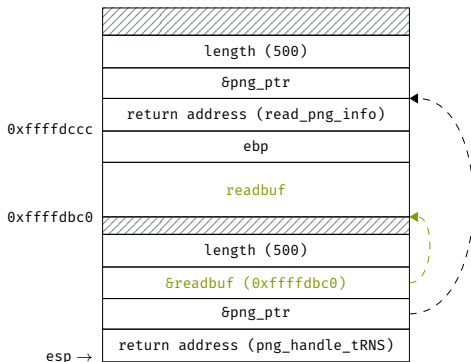 length (500)
&png_ptr
return address (read_png_info)
0xffffdccc
ebp
readbuf
0xffffdbc0
length (500)
&readbuf (0xffffdbc0)
&png_ptr
return address (png_handle_tRNS)
esp →